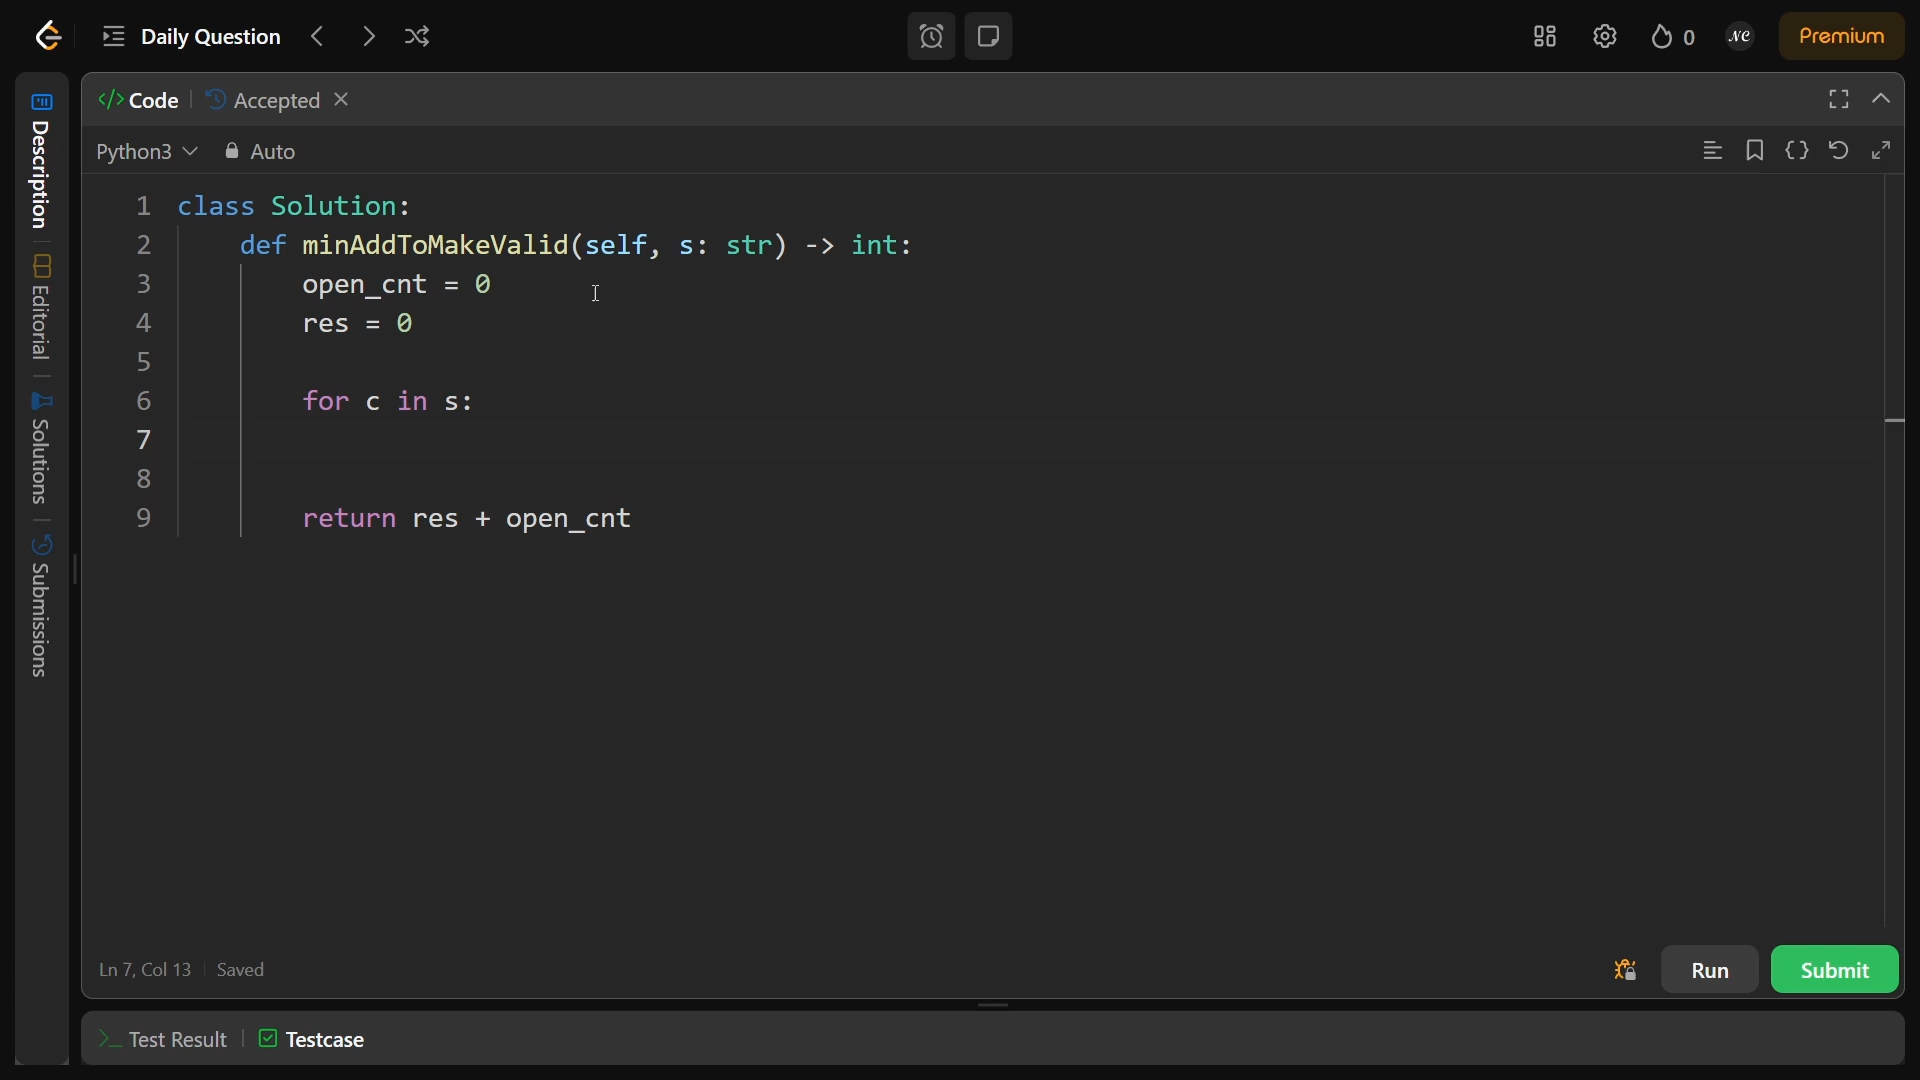 Daily Question
0
NC
Premium
</> Code
Accepted
Python3
Auto
{}
1 class Solution:
2 def minAddToMakeValid(self, s: str) -> int:
3 open_cnt = 0
4 res = 0
5
6 for c in s:
7
8
9 return res + open_cnt
Description
Editorial
Solutions
Submissions
Ln 7, Col 13
Saved
Run
Submit
Test Result
Testcase